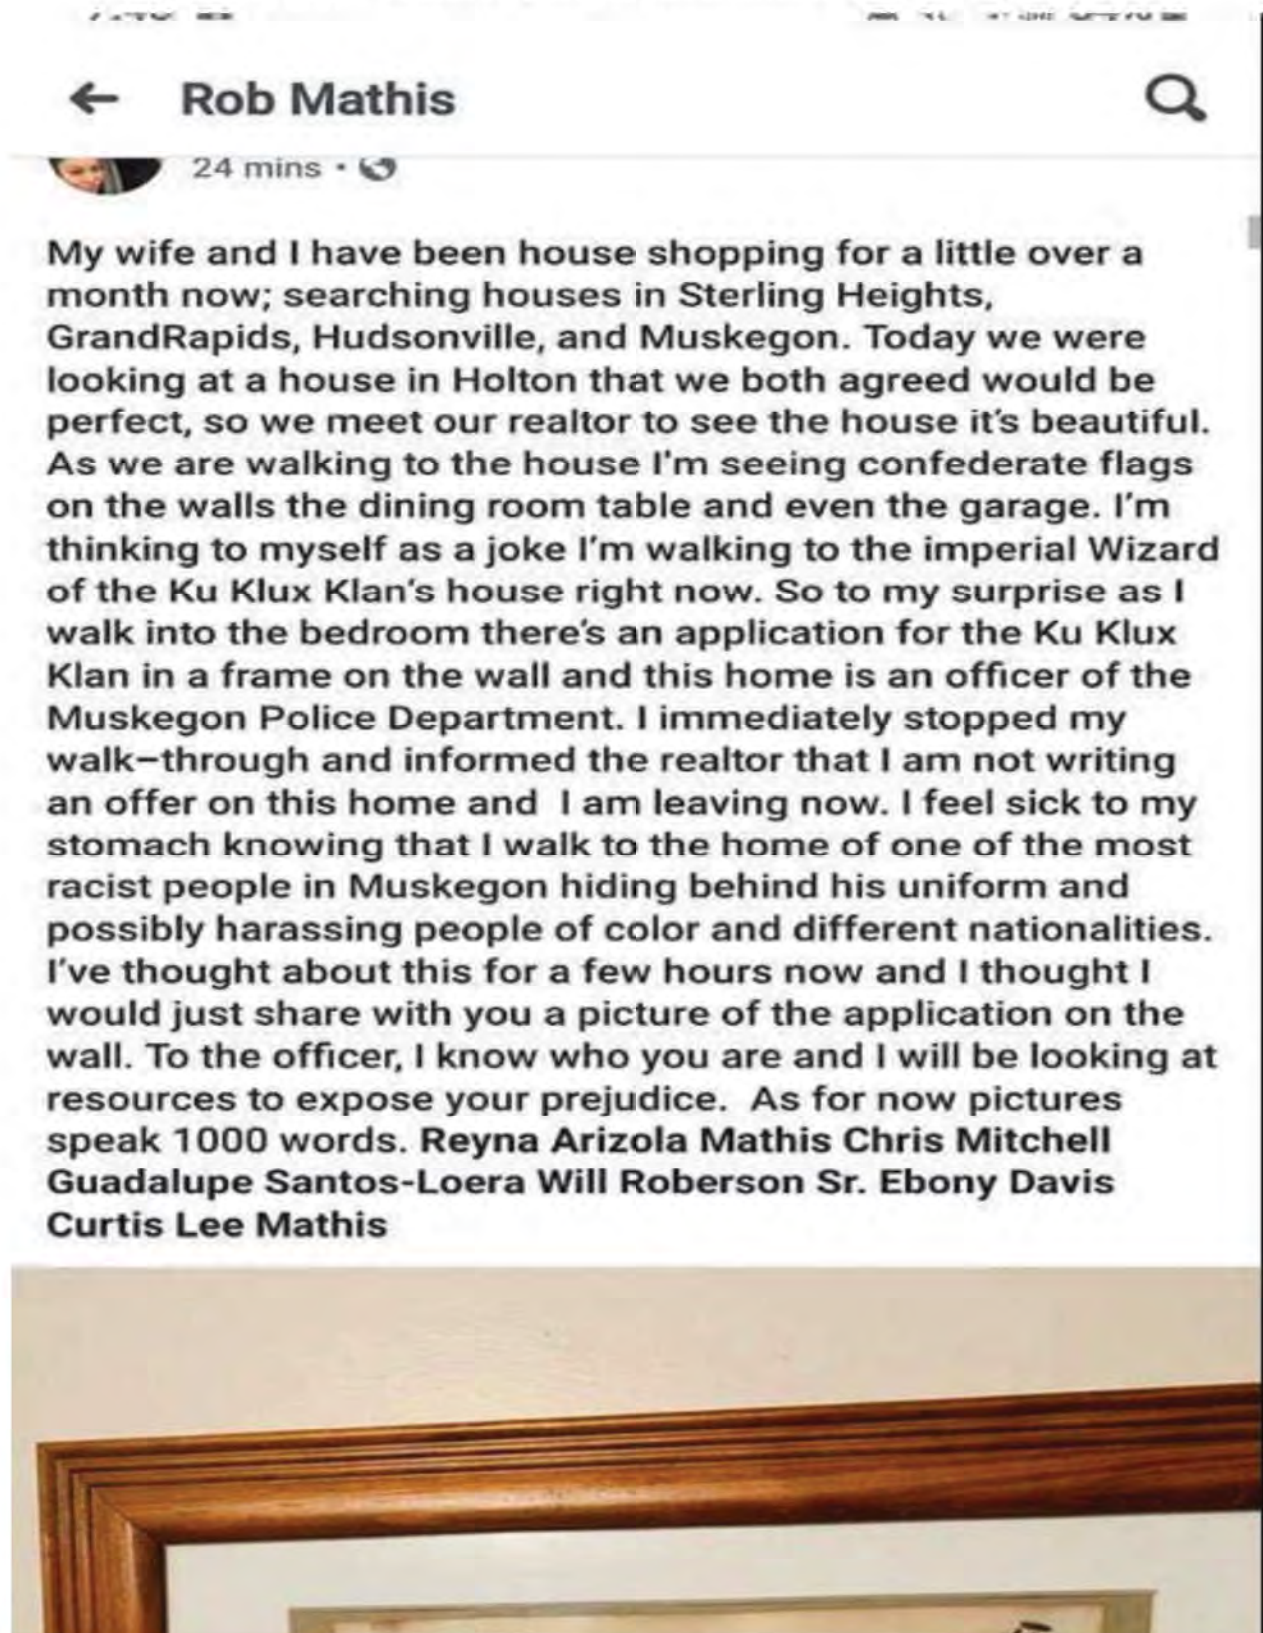 Rob Mathis
24 mins ·
My wife and I have been house shopping for a little over a
month now; searching houses in Sterling Heights,
GrandRapids, Hudsonville, and Muskegon. Today we were
looking at a house in Holton that we both agreed would be
perfect, so we meet our realtor to see the house it's beautiful.
As we are walking to the house I'm seeing confederate flags
on the walls the dining room table and even the garage. I'm
thinking to myself as a joke I'm walking to the imperial Wizard
of the Ku Klux Klan's house right now. So to my surprise as I
walk into the bedroom there's an application for the Ku Klux
Klan in a frame on the wall and this home is an officer of the
Muskegon Police Department. I immediately stopped my
walk–through and informed the realtor that I am not writing
an offer on this home and  I am leaving now. I feel sick to my
stomach knowing that I walk to the home of one of the most
racist people in Muskegon hiding behind his uniform and
possibly harassing people of color and different nationalities.
I've thought about this for a few hours now and I thought I
would just share with you a picture of the application on the
wall. To the officer, I know who you are and I will be looking at
resources to expose your prejudice.  As for now pictures
speak 1000 words. Reyna Arizola Mathis Chris Mitchell
Guadalupe Santos-Loera Will Roberson Sr. Ebony Davis
Curtis Lee Mathis